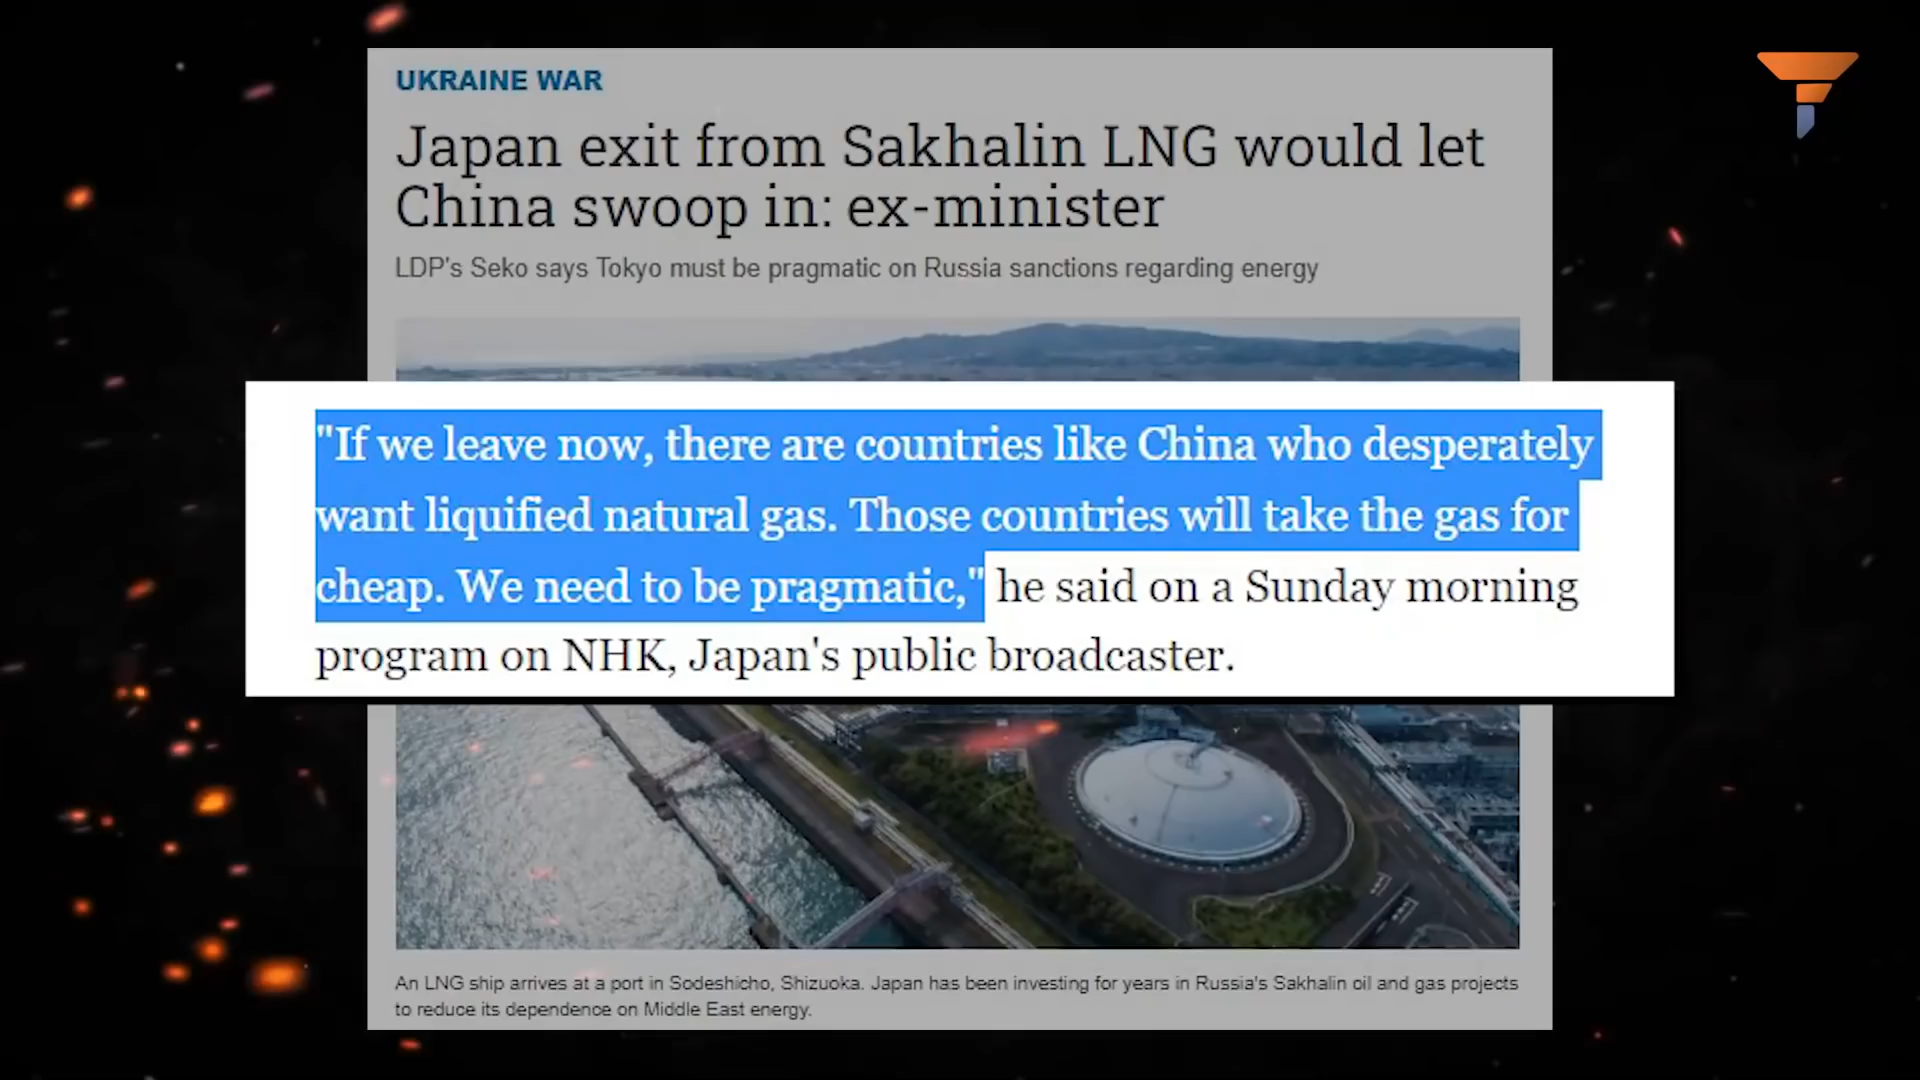 UKRAINE WAR
Japan exit from Sakhalin LNG would let
China swoop in: ex-minister
LDP's Seko says Tokyo must be pragmatic on Russia sanctions regarding energy
"If we leave now, there are countries like China who desperately
want liquified natural gas. Those countries will take the gas for
cheap. We need to be pragmatic," he said on a Sunday morning
program on NHK, Japan's public broadcaster.
An LNG ship arrives at a port in Sodeshicho, Shizuoka. Japan has been investing for years in Russia's Sakhalin oil and gas projects
to reduce its dependence on Middle East energy.